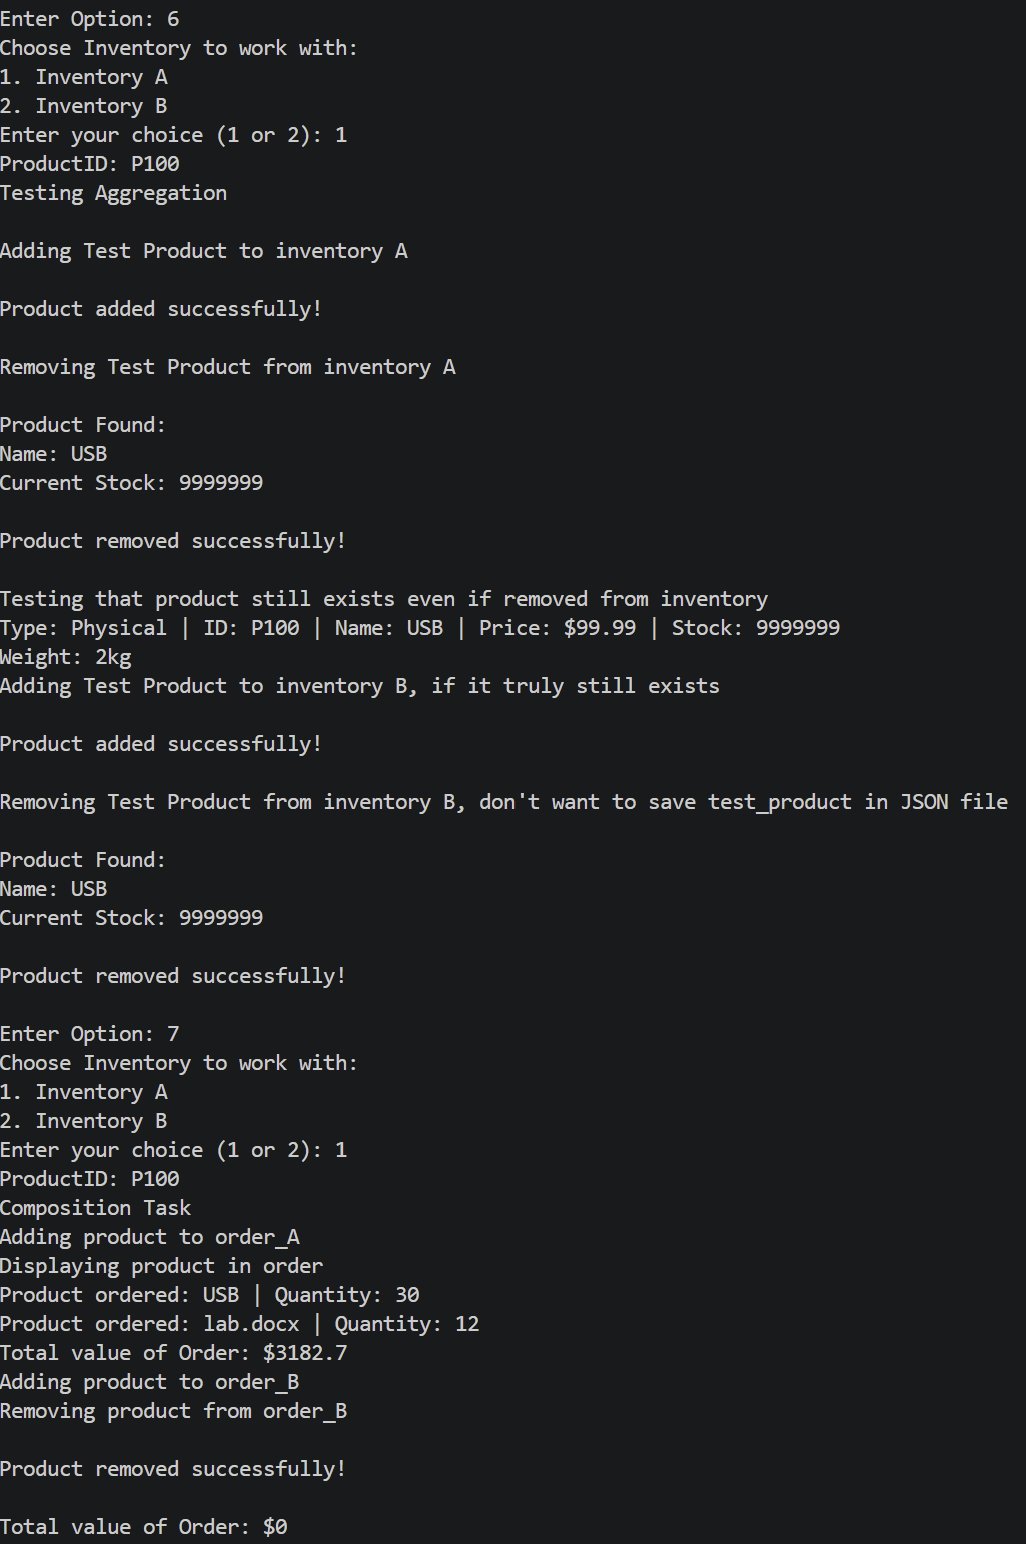 Enter Option: 6
Choose Inventory to work with:
1. Inventory A
2. Inventory B
Enter your choice (1 or 2): 1
ProductID: P100
Testing Aggregation
Adding Test Product to inventory A
Product added successfully!
Removing Test Product from inventory A
Product Found:
Name: USB
Current Stock: 9999999
Product removed successfully!
Testing that product still exists even if removed from inventory
Type: Physical | ID: P100 | Name: USB | Price: $99.99 | Stock: 9999999
Weight: 2kg
Adding Test Product to inventory B, if it truly still exists
Product added successfully!
Removing Test Product from inventory B, don't want to save test_product in JSON file
Product Found:
Name: USB
Current Stock: 9999999
Product removed successfully!
Enter Option: 7
Choose Inventory to work with:
1. Inventory A
2. Inventory B
Enter your choice (1 or 2): 1
ProductID: P100
Composition Task
Adding product to order_A
Displaying product in order
Product ordered: USB | Quantity: 30
Product ordered: lab.docx | Quantity: 12
Total value of Order: $3182.7
Adding product to order_B
Removing product from order_B
Product removed successfully!
Total value of Order: $0